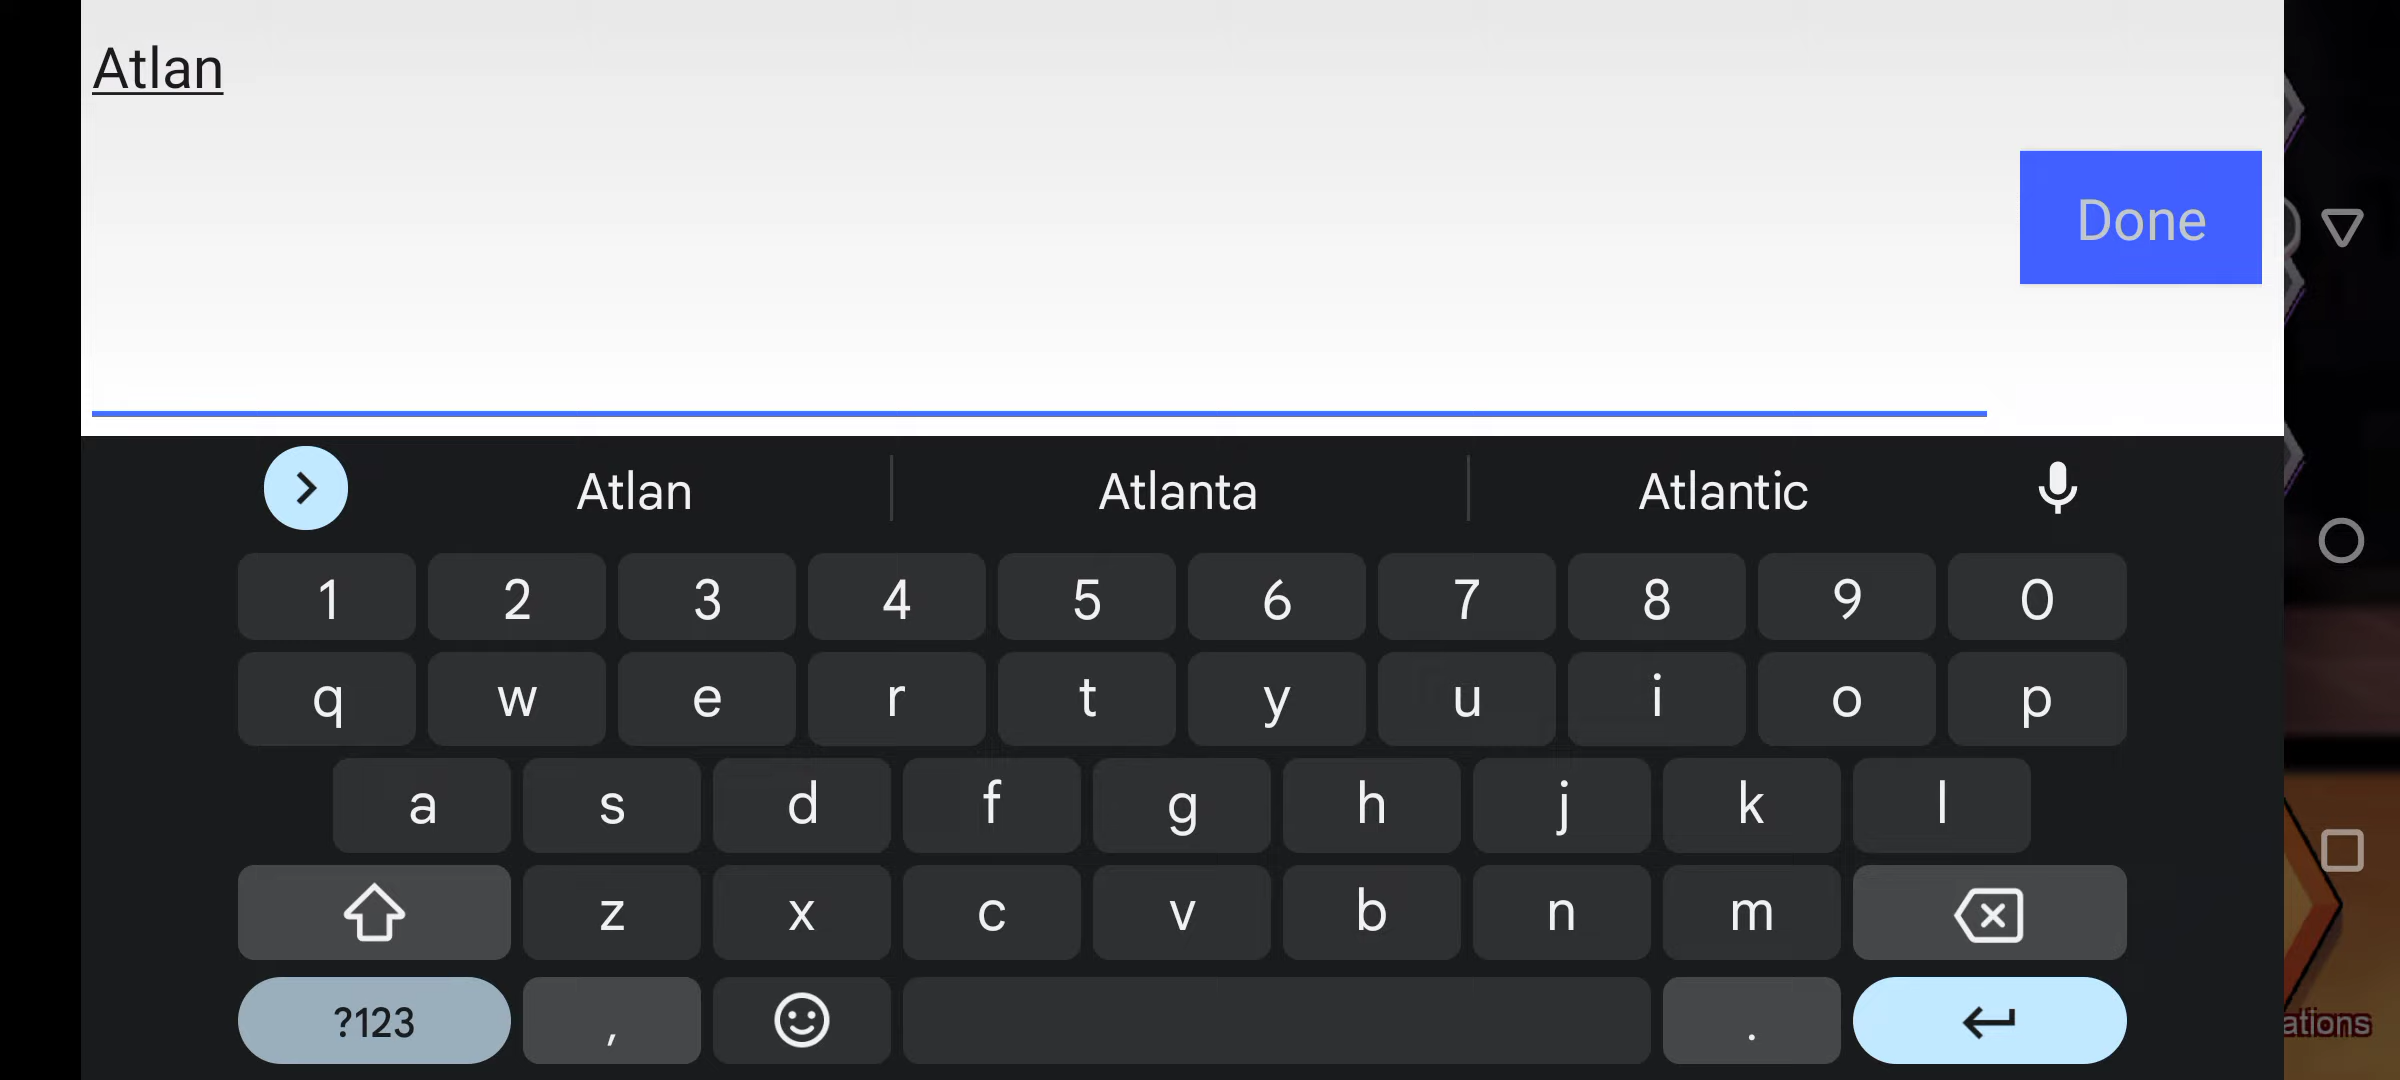 Atlan
Done
Atlan Atlanta Atlantic
1 2 3 4 5 6 7 8 9 0
q w e r t y u i o p
a s d f g h j k l
z x c v b n m
?123 , .
ations